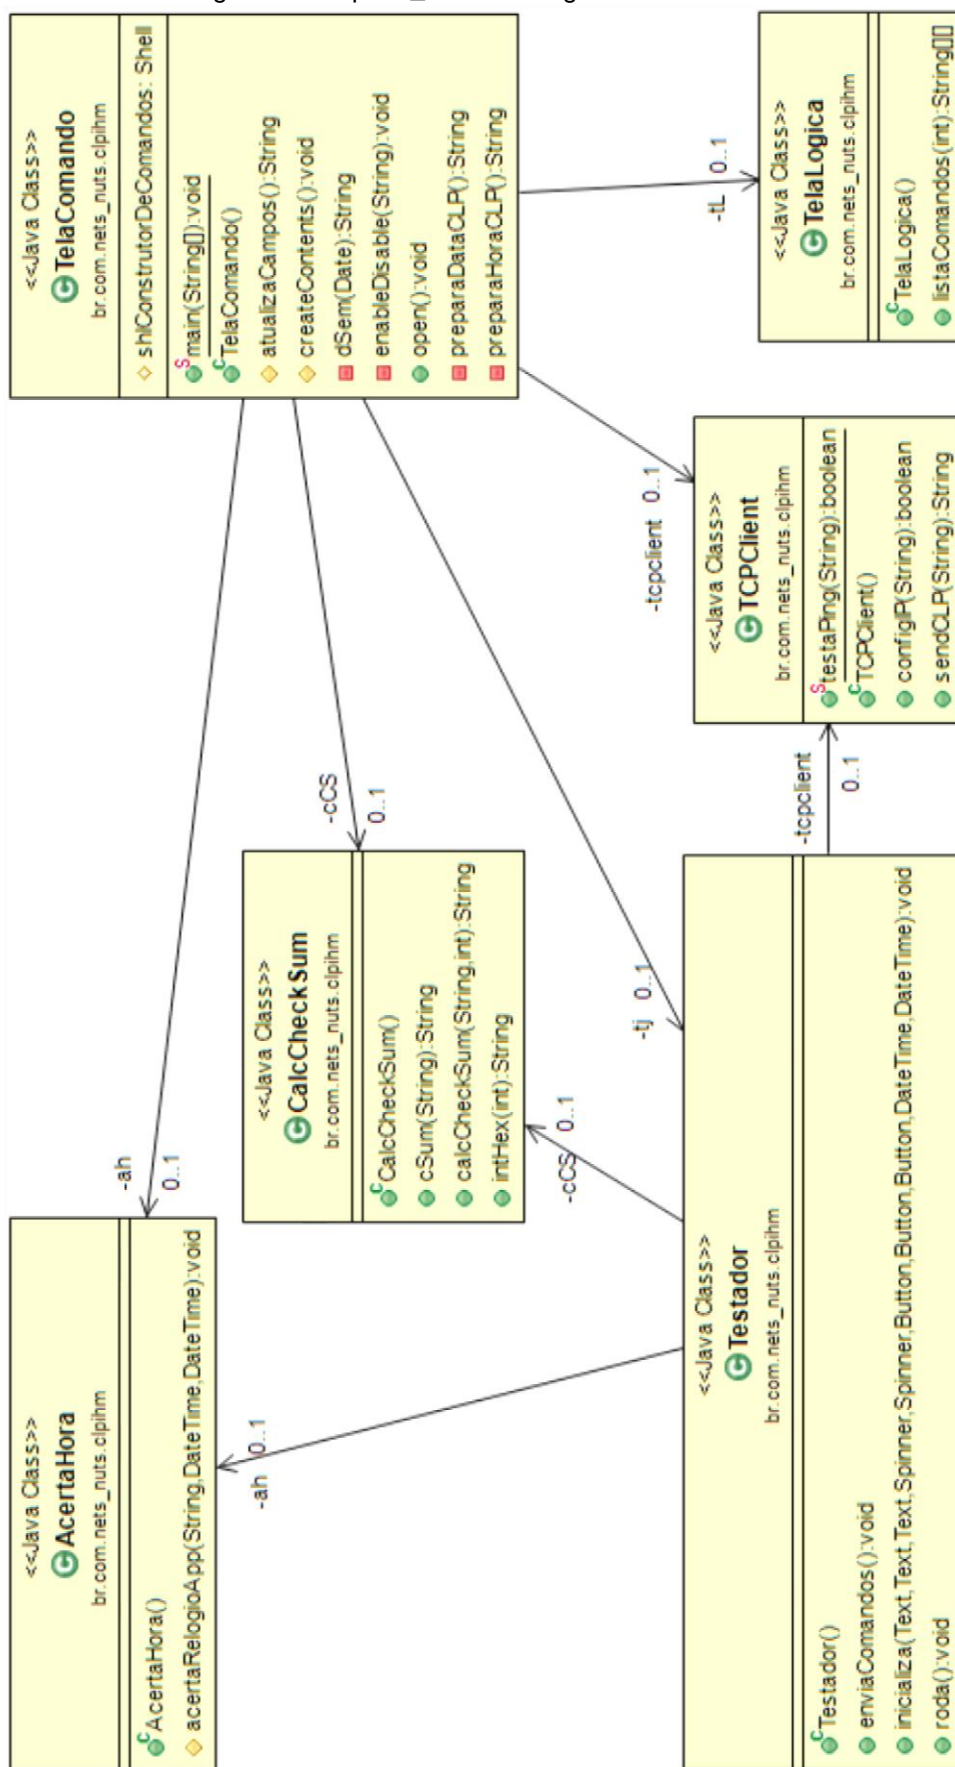 <<Java Class>>
TelaComando
br.com.nets_nuts.clpihm
shlConstrutorDeComandos: Shell
main(String[]):void
TelaComando()
atualizaCampos():String
createContents():void
dSem(Date):String
enableDisable(String):void
open():void
preparaDataCLP():String
preparaHoraCLP():String
-tL
0..1
<<Java Class>>
TelaLogica
br.com.nets_nuts.clpihm
TelaLogica()
listaComandos(int):String[][]
-tcpclient 0..1
<<Java Class>>
TCPClient
br.com.nets_nuts.clpihm
testaPing(String):boolean
TCPClient()
configIP(String):boolean
sendCLP(String):String
-tcpclient
0..1
-cCS
0..1
<<Java Class>>
CalcCheckSum
br.com.nets_nuts.clpihm
CalcCheckSum()
cSum(String):String
calcCheckSum(String,int):String
intHex(int):String
-tj 0..1
-cCS 0..1
-ah
0..1
<<Java Class>>
AcertaHora
br.com.nets_nuts.clpihm
AcertaHora()
acertaRelogioApp(String,DateTime,DateTime):void
-ah 0..1
<<Java Class>>
Testador
br.com.nets_nuts.clpihm
Testador()
enviaComandos():void
inicializa(Text,Text,Text,Spinner,Spinner,Button,Button,Button,DateTime,DateTime):void
roda():void